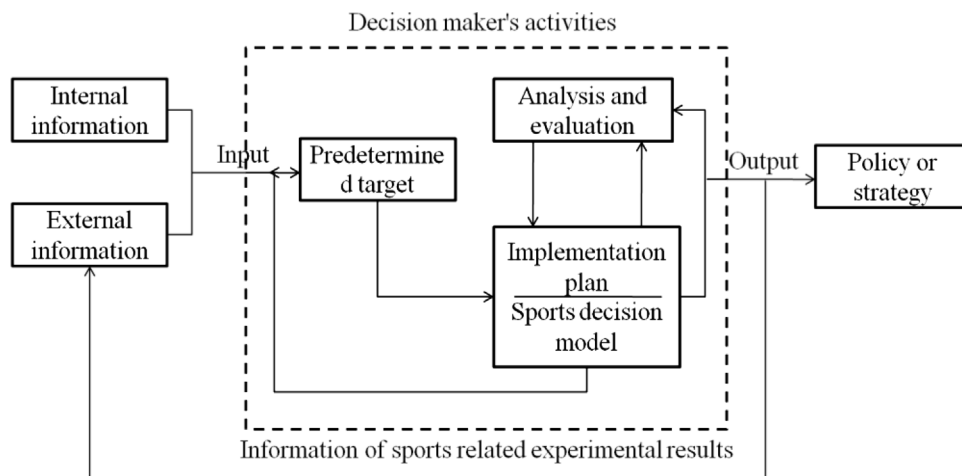 Decision maker's activities
Internal
information
Analysis and
evaluation
Input
Predetermine
d target
Output
Policy or
strategy
External
information
Implementation
plan
Sports decision
model
Information of sports related experimental results